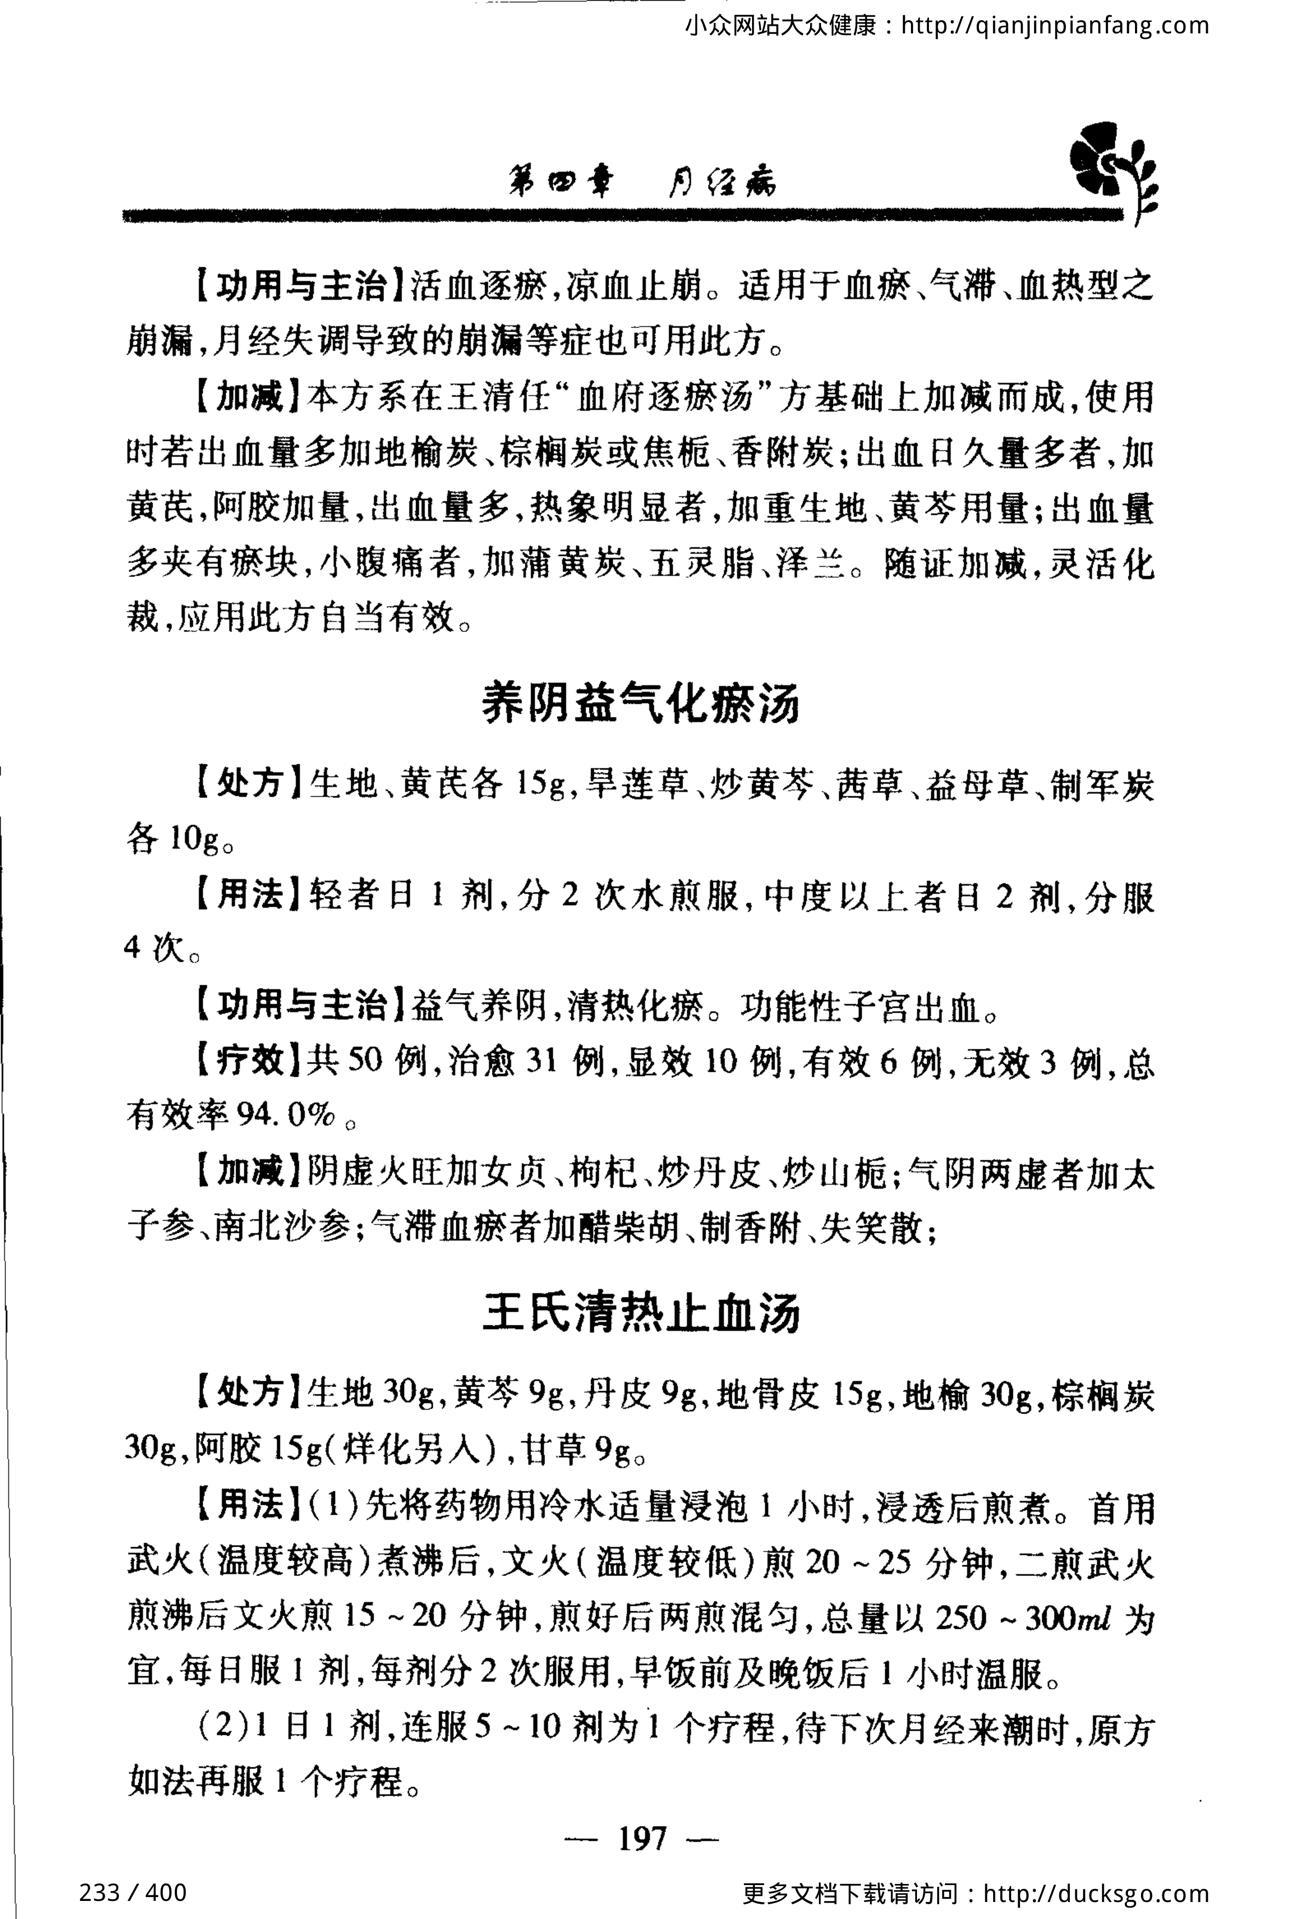 小众网站大众健康：http://qianjinpianfang.com
第四章 月经病
【功用与主治】活血逐瘀,凉血止崩。适用于血瘀、气滞、血热型之
崩漏,月经失调导致的崩漏等症也可用此方。
【加减】本方系在王清任“血府逐瘀汤”方基础上加减而成,使用
时若出血量多加地榆炭、棕榈炭或焦栀、香附炭;出血日久量多者,加
黄芪,阿胶加量,出血量多,热象明显者,加重生地、黄芩用量;出血量
多夹有瘀块,小腹痛者,加蒲黄炭、五灵脂、泽兰。随证加减,灵活化
裁,应用此方自当有效。
养阴益气化瘀汤
【处方】生地、黄芪各 15g,旱莲草、炒黄芩、茜草、益母草、制军炭
各 10g。
【用法】轻者日 1 剂,分 2 次水煎服,中度以上者日 2 剂,分服
4 次。
【功用与主治】益气养阴,清热化瘀。功能性子宫出血。
【疗效】共 50 例,治愈 31 例,显效 10 例,有效 6 例,无效 3 例,总
有效率 94.0%。
【加减】阴虚火旺加女贞、枸杞、炒丹皮、炒山栀;气阴两虚者加太
子参、南北沙参;气滞血瘀者加醋柴胡、制香附、失笑散;
王氏清热止血汤
【处方】生地 30g,黄芩 9g,丹皮 9g,地骨皮 15g,地榆 30g,棕榈炭
30g,阿胶 15g(烊化另入),甘草 9g。
【用法】(1)先将药物用冷水适量浸泡 1 小时,浸透后煎煮。首用
武火(温度较高)煮沸后,文火(温度较低)煎 20 ~ 25 分钟,二煎武火
煎沸后文火煎 15 ~ 20 分钟,煎好后两煎混匀,总量以 250 ~ 300ml 为
宜,每日服 1 剂,每剂分 2 次服用,早饭前及晚饭后 1 小时温服。
(2)1 日 1 剂,连服 5 ~ 10 剂为 1 个疗程,待下次月经来潮时,原方
如法再服 1 个疗程。
— 197 —
233 / 400
更多文档下载请访问：http://ducksgo.com